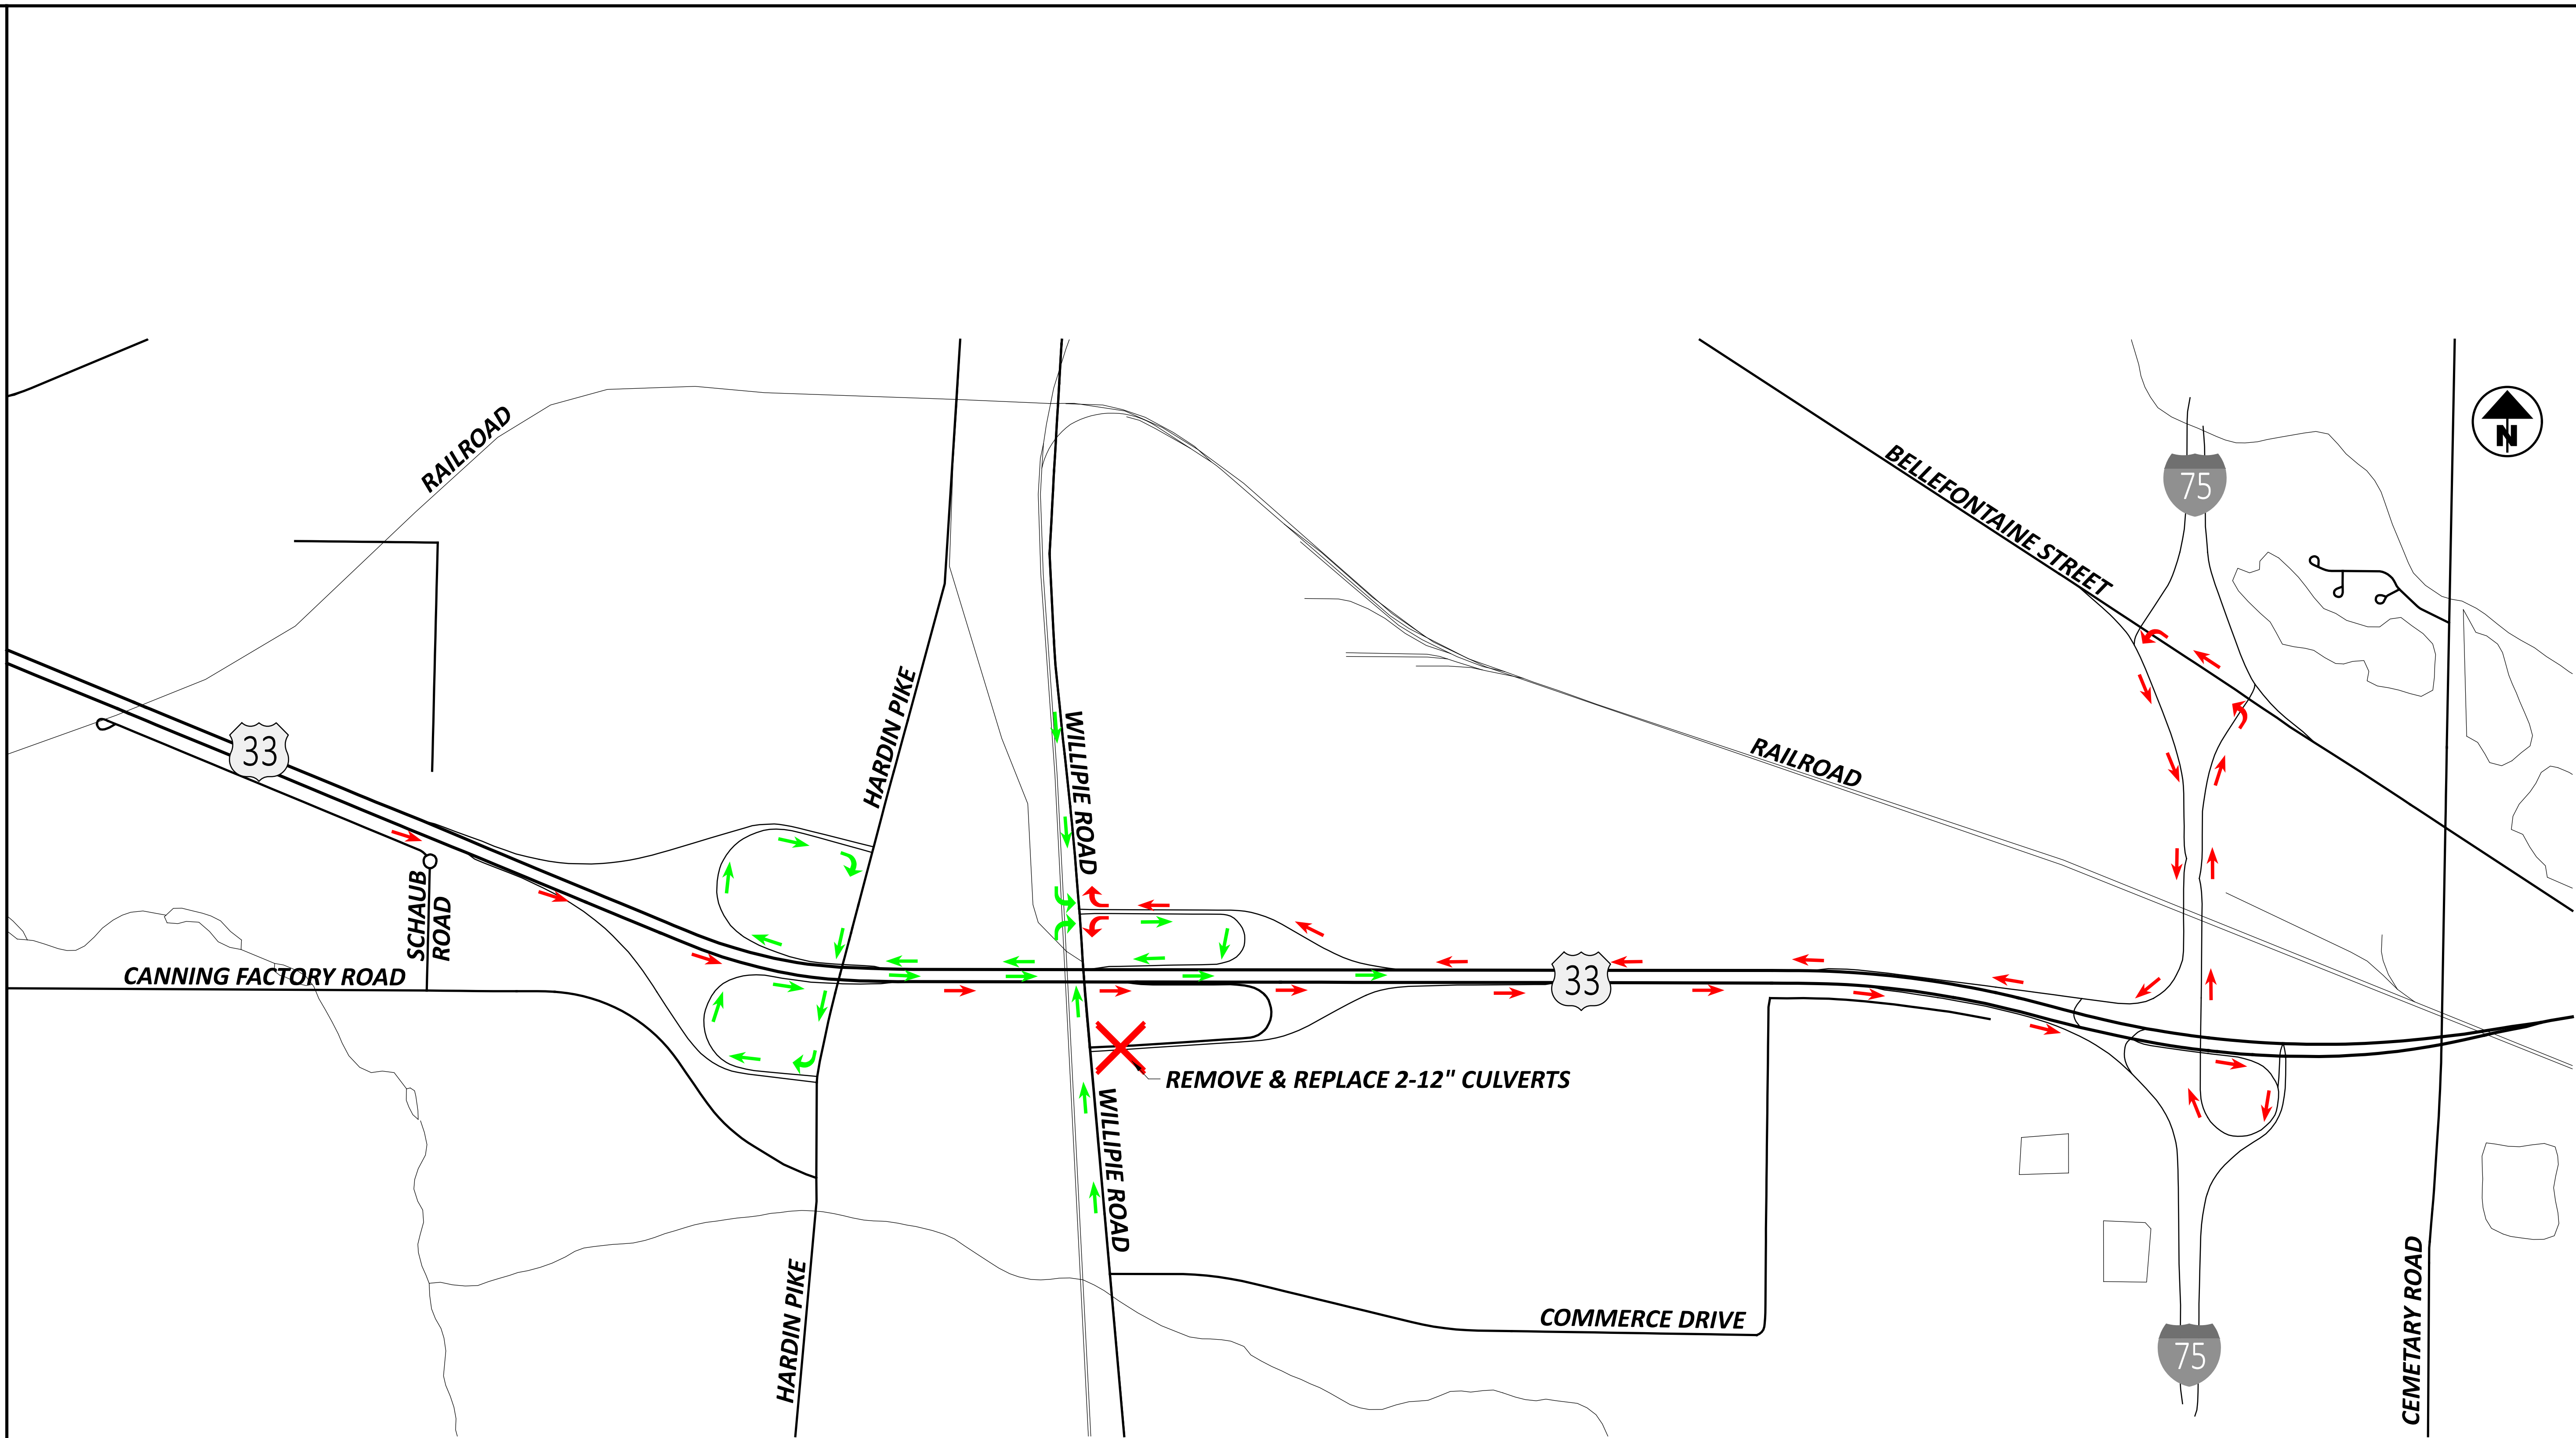 RAILROAD
N
BELLEFONTAINE STREET
75
HARDIN PIKE
WILLIPIE ROAD
33
RAILROAD
SCHAUB
ROAD
CANNING FACTORY ROAD
33
REMOVE & REPLACE 2-12" CULVERTS
WILLIPIE ROAD
HARDIN PIKE
COMMERCE DRIVE
75
CEMETARY ROAD